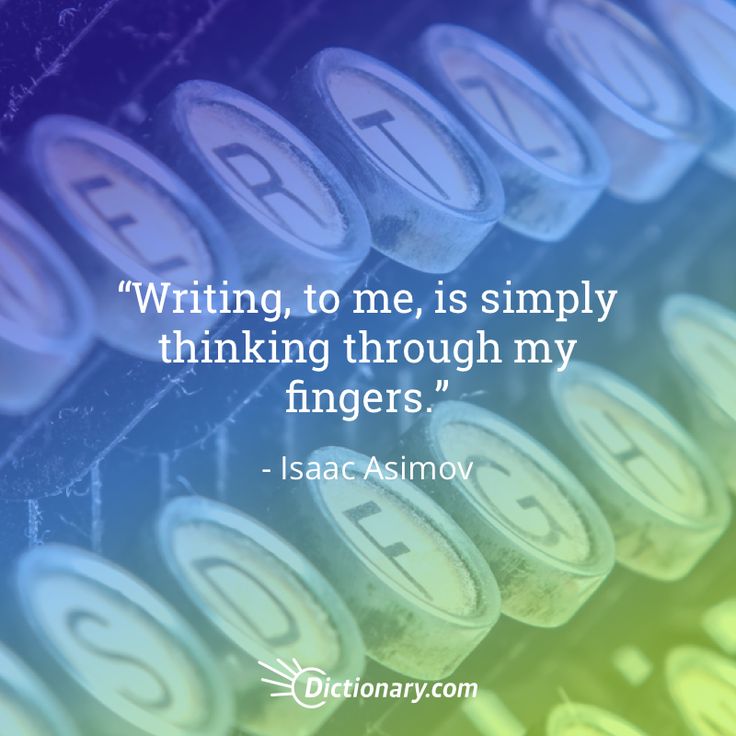 W E R T Z U
“Writing, to me, is simply
thinking through my
fingers.”
- Isaac Asimov
S D F G H
Dictionary.com